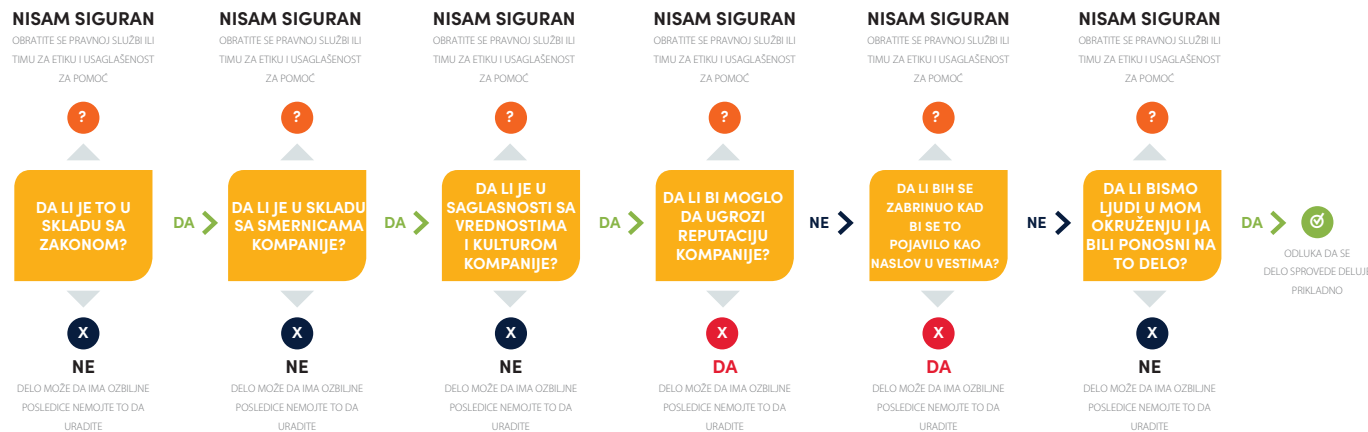 NISAM SIGURAN
OBRATITE SE PRAVNOJ SLUŽBI ILI
TIMU ZA ETIKU I USAGLAŠENOST
ZA POMOĆ
?
DA LI JE TO U
SKLADU SA
ZAKONOM?
X
NE
DELO MOŽE DA IMA OZBILJNE
POSLEDICE NEMOJTE TO DA
URADITE
DA
NISAM SIGURAN
OBRATITE SE PRAVNOJ SLUŽBI ILI
TIMU ZA ETIKU I USAGLAŠENOST
ZA POMOĆ
?
DA LI JE U SKLADU
SA SMERNICAMA
KOMPANIJE?
X
NE
DELO MOŽE DA IMA OZBILJNE
POSLEDICE NEMOJTE TO DA
URADITE
DA
NISAM SIGURAN
OBRATITE SE PRAVNOJ SLUŽBI ILI
TIMU ZA ETIKU I USAGLAŠENOST
ZA POMOĆ
?
DA LI JE U
SAGLASNOSTI SA
VREDNOSTIMA
I KULTUROM
KOMPANIJE?
X
NE
DELO MOŽE DA IMA OZBILJNE
POSLEDICE NEMOJTE TO DA
URADITE
DA
NISAM SIGURAN
OBRATITE SE PRAVNOJ SLUŽBI ILI
TIMU ZA ETIKU I USAGLAŠENOST
ZA POMOĆ
?
DA LI BI MOGLO
DA UGROZI
REPUTACIJU
KOMPANIJE?
X
DA
DELO MOŽE DA IMA OZBILJNE
POSLEDICE NEMOJTE TO DA
URADITE
NE
NISAM SIGURAN
OBRATITE SE PRAVNOJ SLUŽBI ILI
TIMU ZA ETIKU I USAGLAŠENOST
ZA POMOĆ
?
DA LI BIH SE
ZABRINUO KAD
BI SE TO
POJAVILO KAO
NASLOV U VESTIMA?
X
DA
DELO MOŽE DA IMA OZBILJNE
POSLEDICE NEMOJTE TO DA
URADITE
NE
NISAM SIGURAN
OBRATITE SE PRAVNOJ SLUŽBI ILI
TIMU ZA ETIKU I USAGLAŠENOST
ZA POMOĆ
?
DA LI BISMO
LJUDI U MOM
OKRUŽENJU I JA
BILI PONOSNI NA
TO DELO?
X
NE
DELO MOŽE DA IMA OZBILJNE
POSLEDICE NEMOJTE TO DA
URADITE
DA
ODLUKA DA SE
DELO SPROVEDE DELUJE
PRIKLADNO